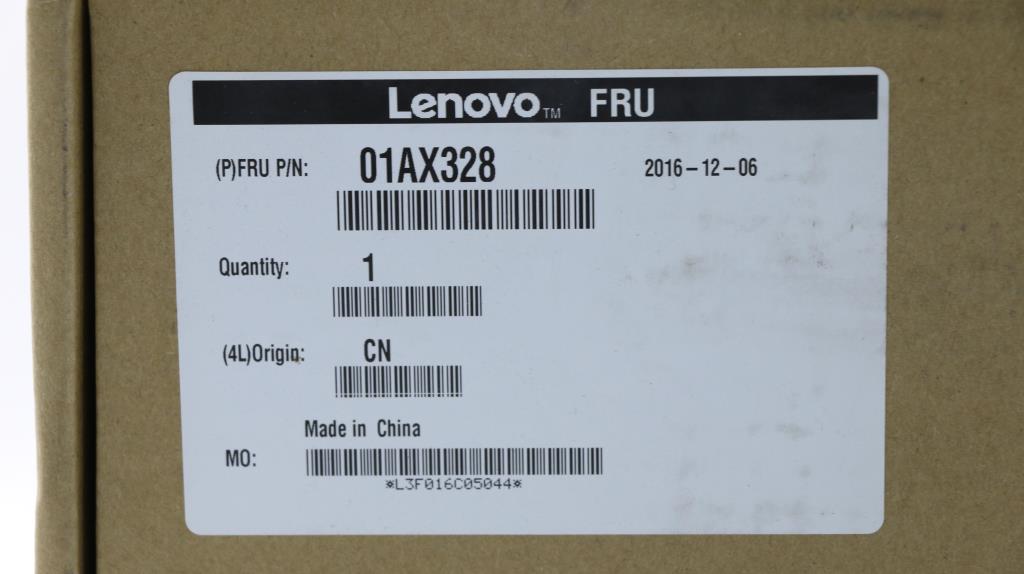 Lenovo™ FRU
(P)FRU P/N: 01AX328 2016-12-06
Quantity: 1
(4L)Origin: CN
Made in China
MO:
*L3F016C05044*